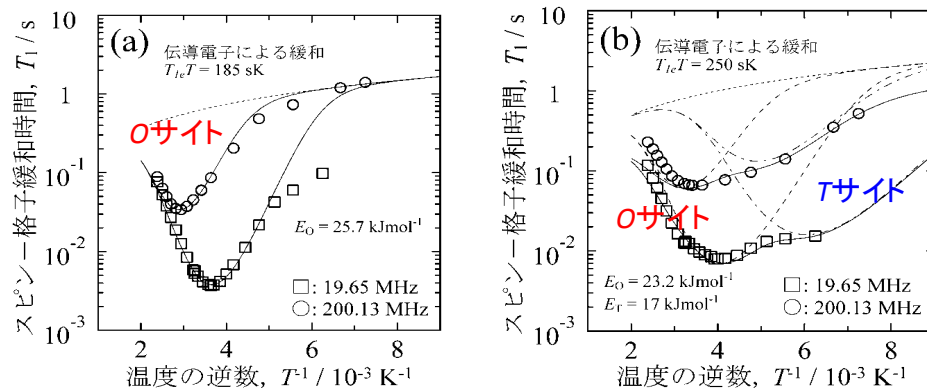 (a)
伝導電子による緩和
T1eT = 185 sK
Oサイト
EO = 25.7 kJmol-1
□: 19.65 MHz
○: 200.13 MHz
スピン－格子緩和時間, T1 / s
10
1
10-1
10-2
10-3
2 4 6 8
温度の逆数, T-1 / 10-3 K-1
(b)
伝導電子による緩和
T1eT = 250 sK
Oサイト
Tサイト
EO = 23.2 kJmol-1
ET = 17 kJmol-1
□: 19.65 MHz
○: 200.13 MHz
スピン－格子緩和時間, T1 / s
10
1
10-1
10-2
10-3
2 4 6 8
温度の逆数, T-1 / 10-3 K-1